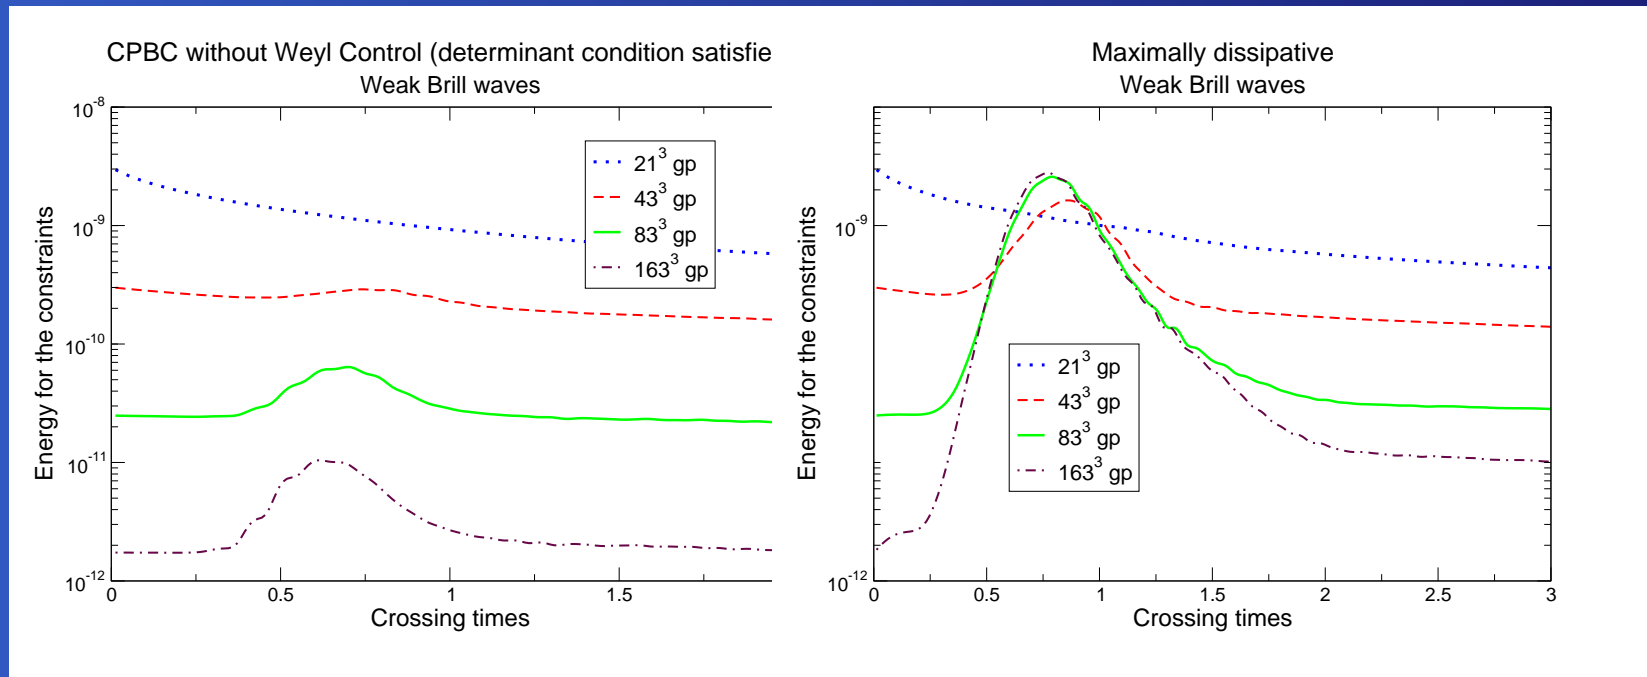 CPBC without Weyl Control (determinant condition satisfie
Weak Brill waves
10^-8
10^-9
10^-10
10^-11
10^-12
Energy for the constraints
0 0.5 1 1.5
Crossing times
21^3 gp
43^3 gp
83^3 gp
163^3 gp
Maximally dissipative
Weak Brill waves
10^-9
10^-12
Energy for the constraints
0 0.5 1 1.5 2 2.5 3
Crossing times
21^3 gp
43^3 gp
83^3 gp
163^3 gp